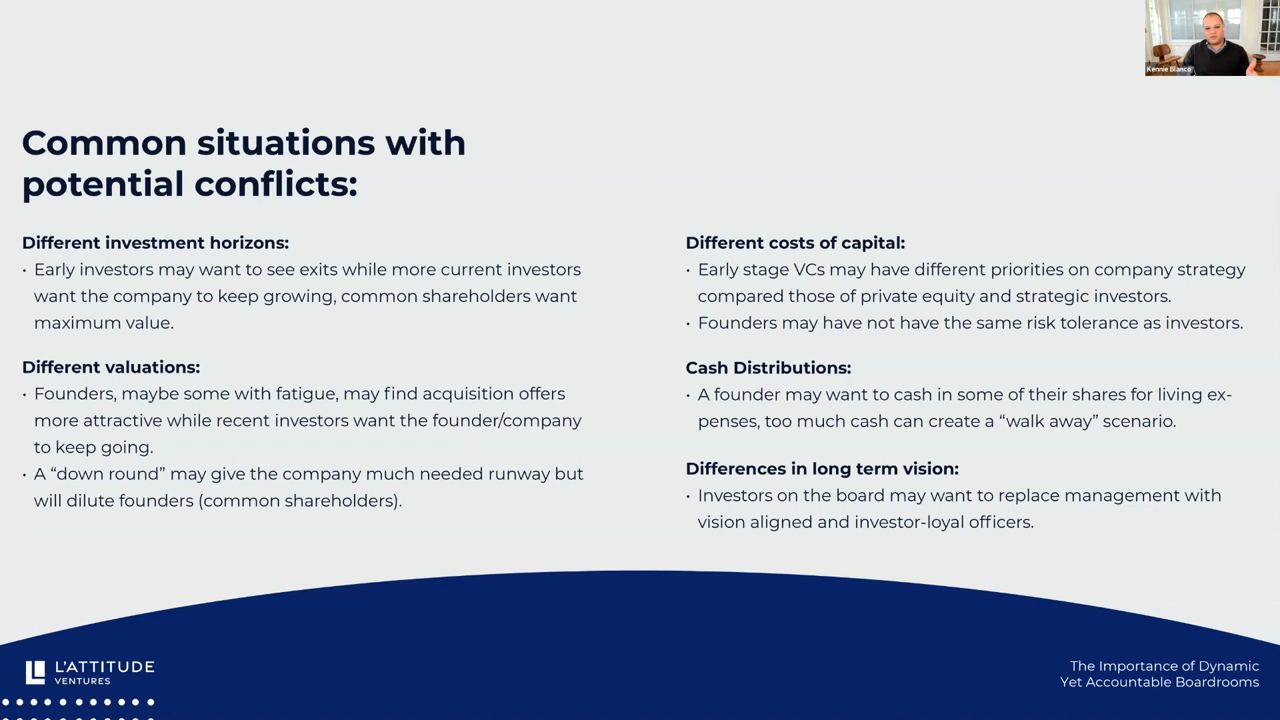 Kennie Blanco
Common situations with
potential conflicts:
Different investment horizons:
• Early investors may want to see exits while more current investors
want the company to keep growing, common shareholders want
maximum value.
Different valuations:
• Founders, maybe some with fatigue, may find acquisition offers
more attractive while recent investors want the founder/company
to keep going.
• A “down round” may give the company much needed runway but
will dilute founders (common shareholders).
Different costs of capital:
• Early stage VCs may have different priorities on company strategy
compared those of private equity and strategic investors.
• Founders may have not have the same risk tolerance as investors.
Cash Distributions:
• A founder may want to cash in some of their shares for living ex-
penses, too much cash can create a “walk away” scenario.
Differences in long term vision:
• Investors on the board may want to replace management with
vision aligned and investor-loyal officers.
L'ATTITUDE
VENTURES
The Importance of Dynamic
Yet Accountable Boardrooms